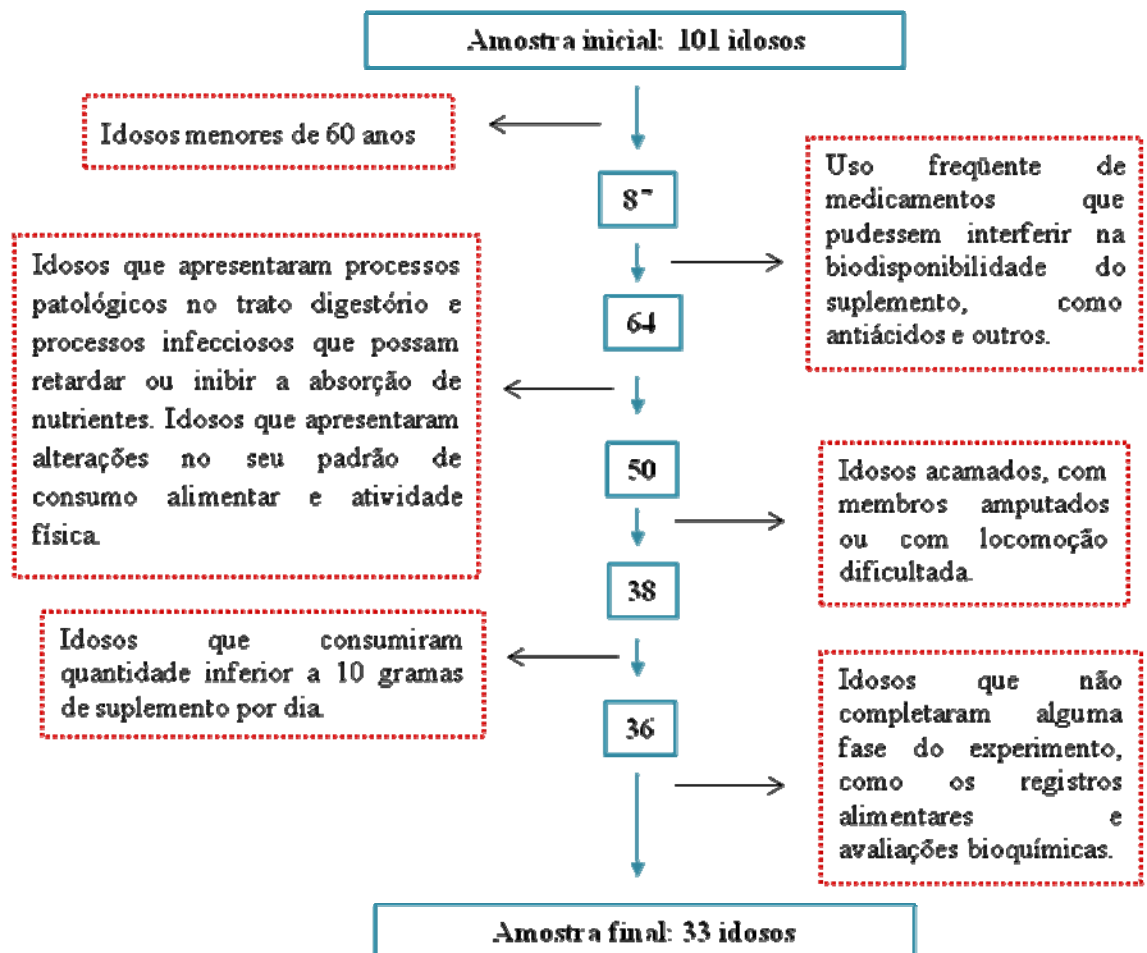 Amostra inicial: 101 idosos
Idosos menores de 60 anos
Uso freqüente de
medicamentos que
pudessem interferir na
biodisponibilidade do
suplemento, como
antiácidos e outros.
64
Idosos que apresentaram processos
patológicos no trato digestório e
processos infecciosos que possam
retardar ou inibir a absorção de
nutrientes. Idosos que apresentaram
alterações no seu padrão de
consumo alimentar e atividade
física.
50
Idosos acamados, com
membros amputados
ou com locomoção
dificultada.
38
Idosos que consumiram
quantidade inferior a 10 gramas
de suplemento por dia.
36
Idosos que não
completaram alguma
fase do experimento,
como os registros
alimentares e
avaliações bioquímicas.
Amostra final: 33 idosos